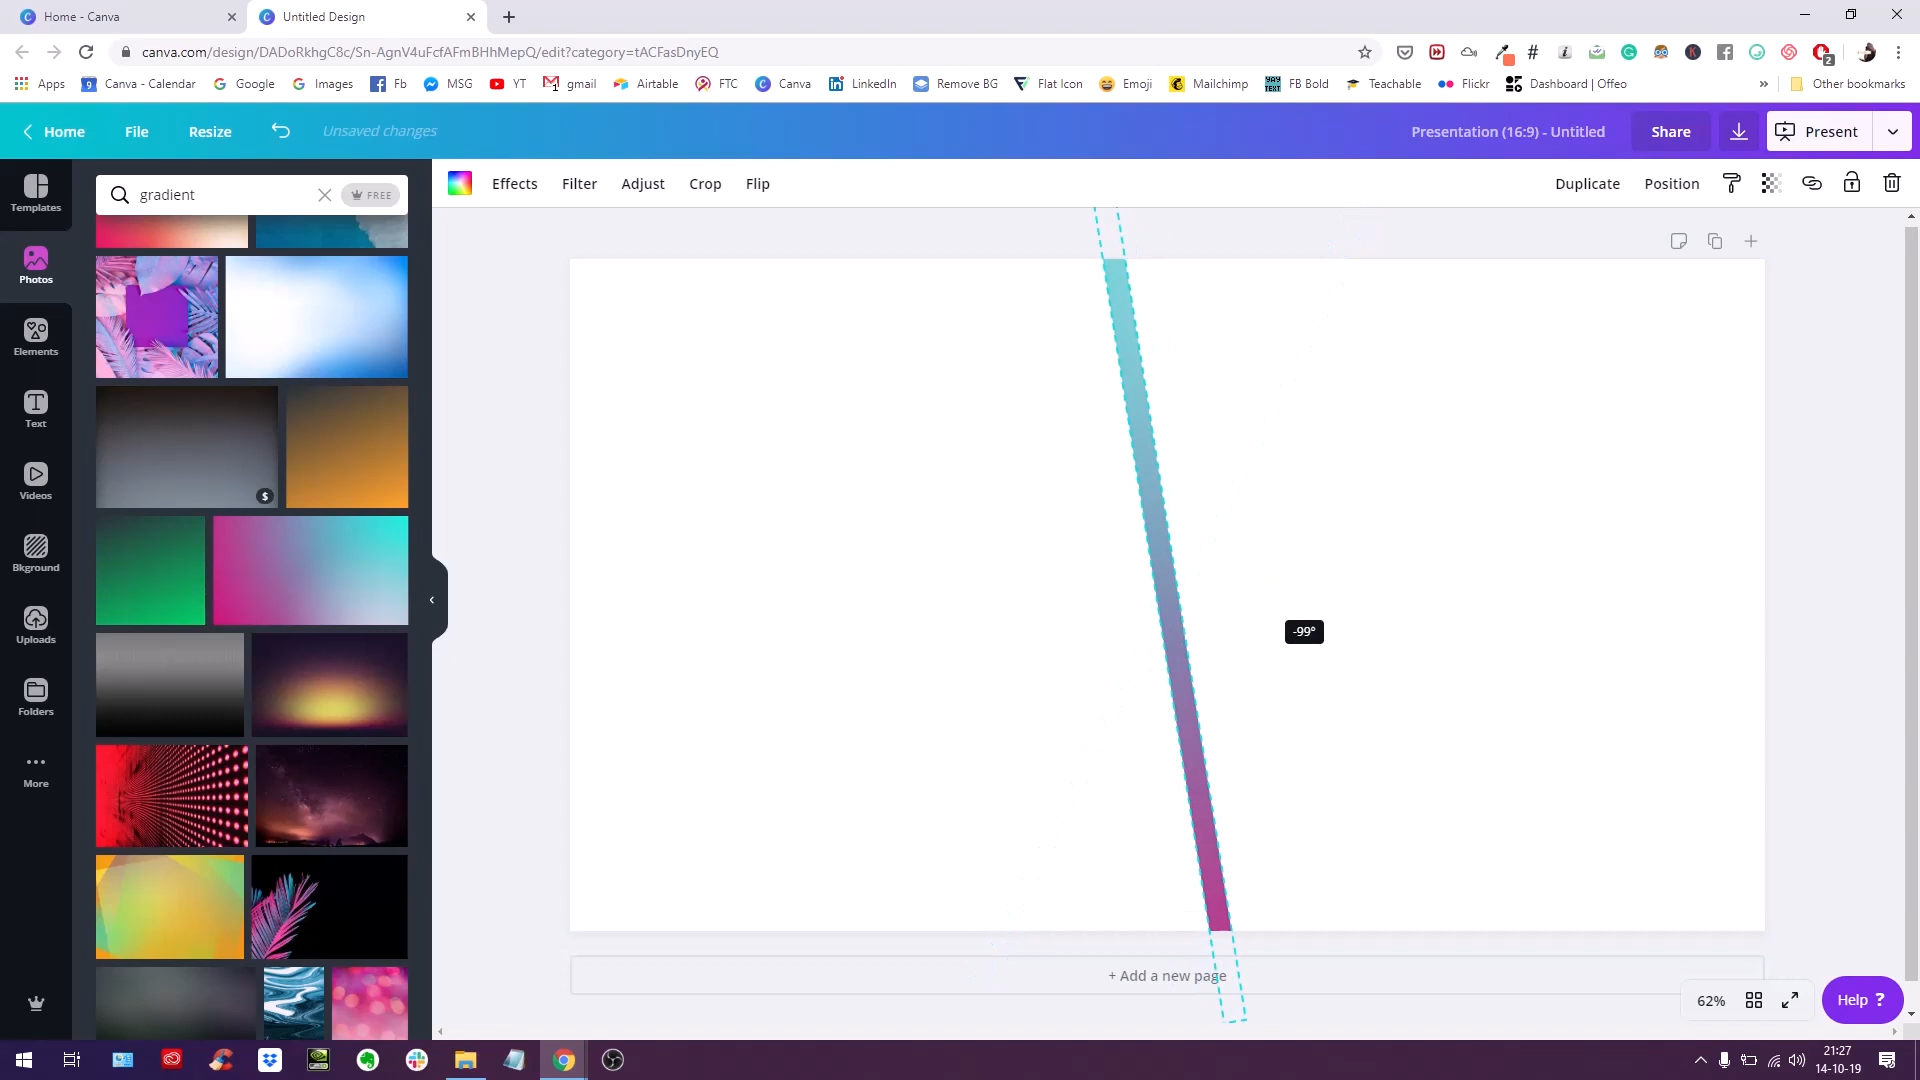 Home - Canva
Untitled Design
canva.com/design/DADoRkhgC8c/Sn-AgnV4uFcfAFmBHhMepQ/edit?category=tACFasDnyEQ
Apps
Canva - Calendar
Google
Images
Fb
MSG
YT
gmail
Airtable
FTC
Canva
LinkedIn
Remove BG
Flat Icon
Emoji
Mailchimp
FB Bold
Teachable
Flickr
Dashboard | Offeo
Other bookmarks
Home
File
Resize
Unsaved changes
Presentation (16:9) - Untitled
Share
Present
Templates
Photos
Elements
Text
Videos
Bkground
Uploads
Folders
More
gradient
FREE
$
Effects
Filter
Adjust
Crop
Flip
Duplicate
Position
-99°
+ Add a new page
62%
Help ?
21:27
14-10-19